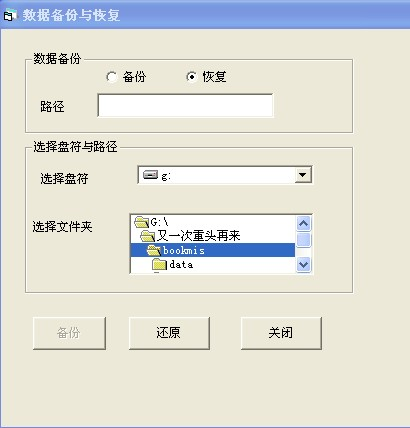 数据备份与恢复
数据备份
备份
恢复
路径
选择盘符与路径
选择盘符
g:
选择文件夹
G:\
又一次重头再来
bookmis
data
备份
还原
关闭